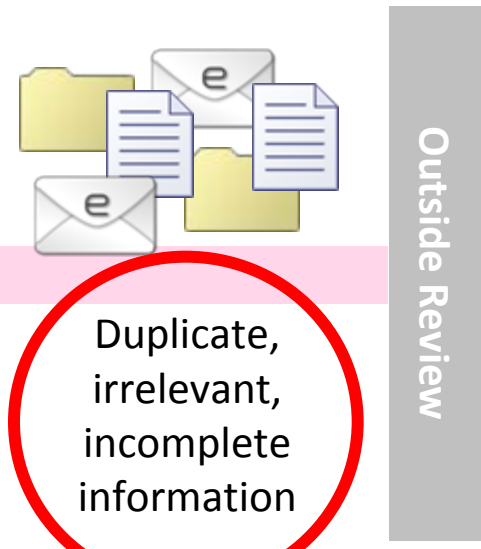 e
e
Duplicate,
irrelevant,
incomplete
information
Outside Review